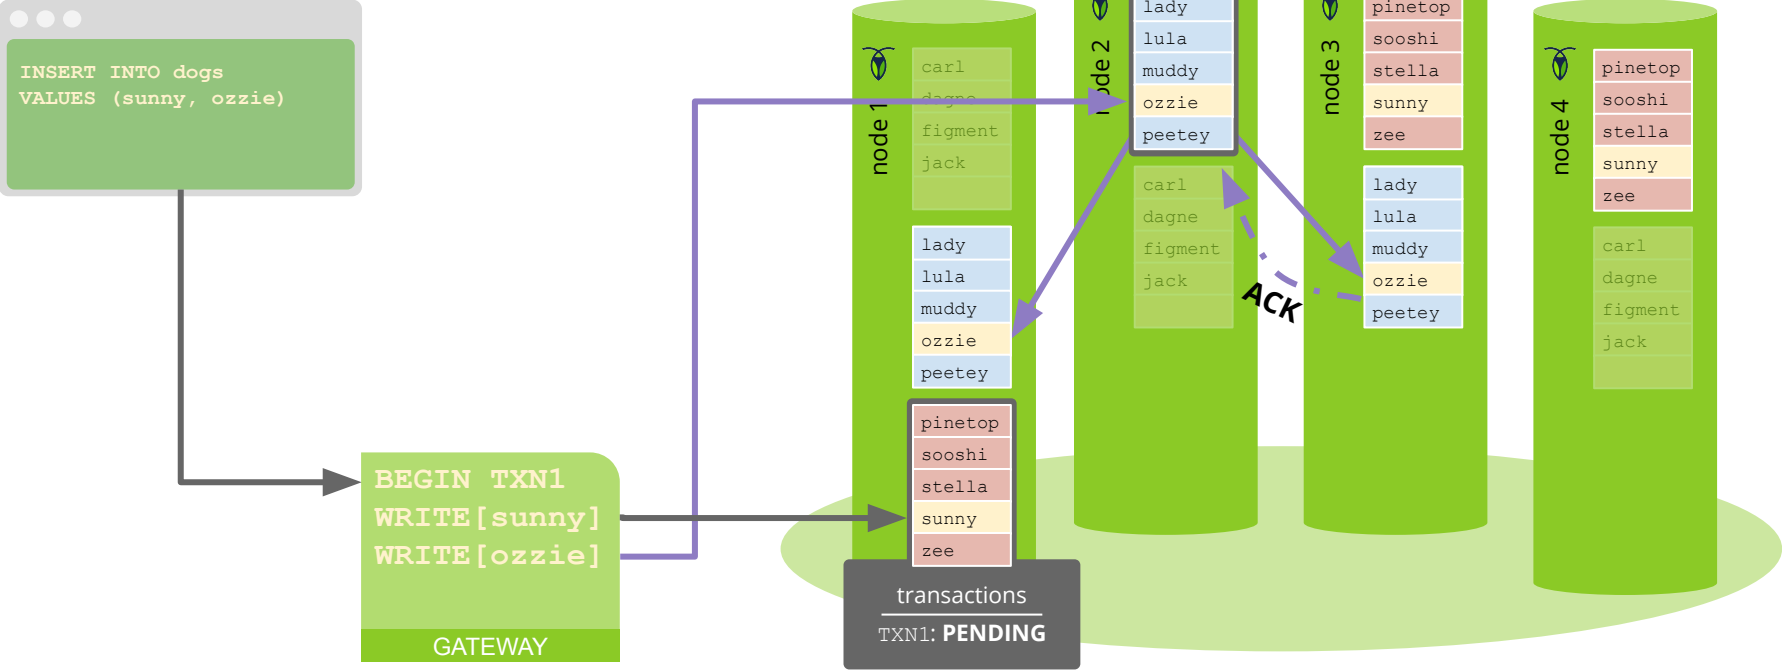 INSERT INTO dogs
VALUES (sunny, ozzie)
BEGIN TXN1
WRITE[sunny]
WRITE[ozzie]
GATEWAY
node 1
carl
dagne
figment
jack
lady
lula
muddy
ozzie
peetey
pinetop
sooshi
stella
sunny
zee
transactions
TXN1: PENDING
node 2
lady
lula
muddy
ozzie
peetey
carl
dagne
figment
jack
ACK
node 3
pinetop
sooshi
stella
sunny
zee
lady
lula
muddy
ozzie
peetey
node 4
pinetop
sooshi
stella
sunny
zee
carl
dagne
figment
jack